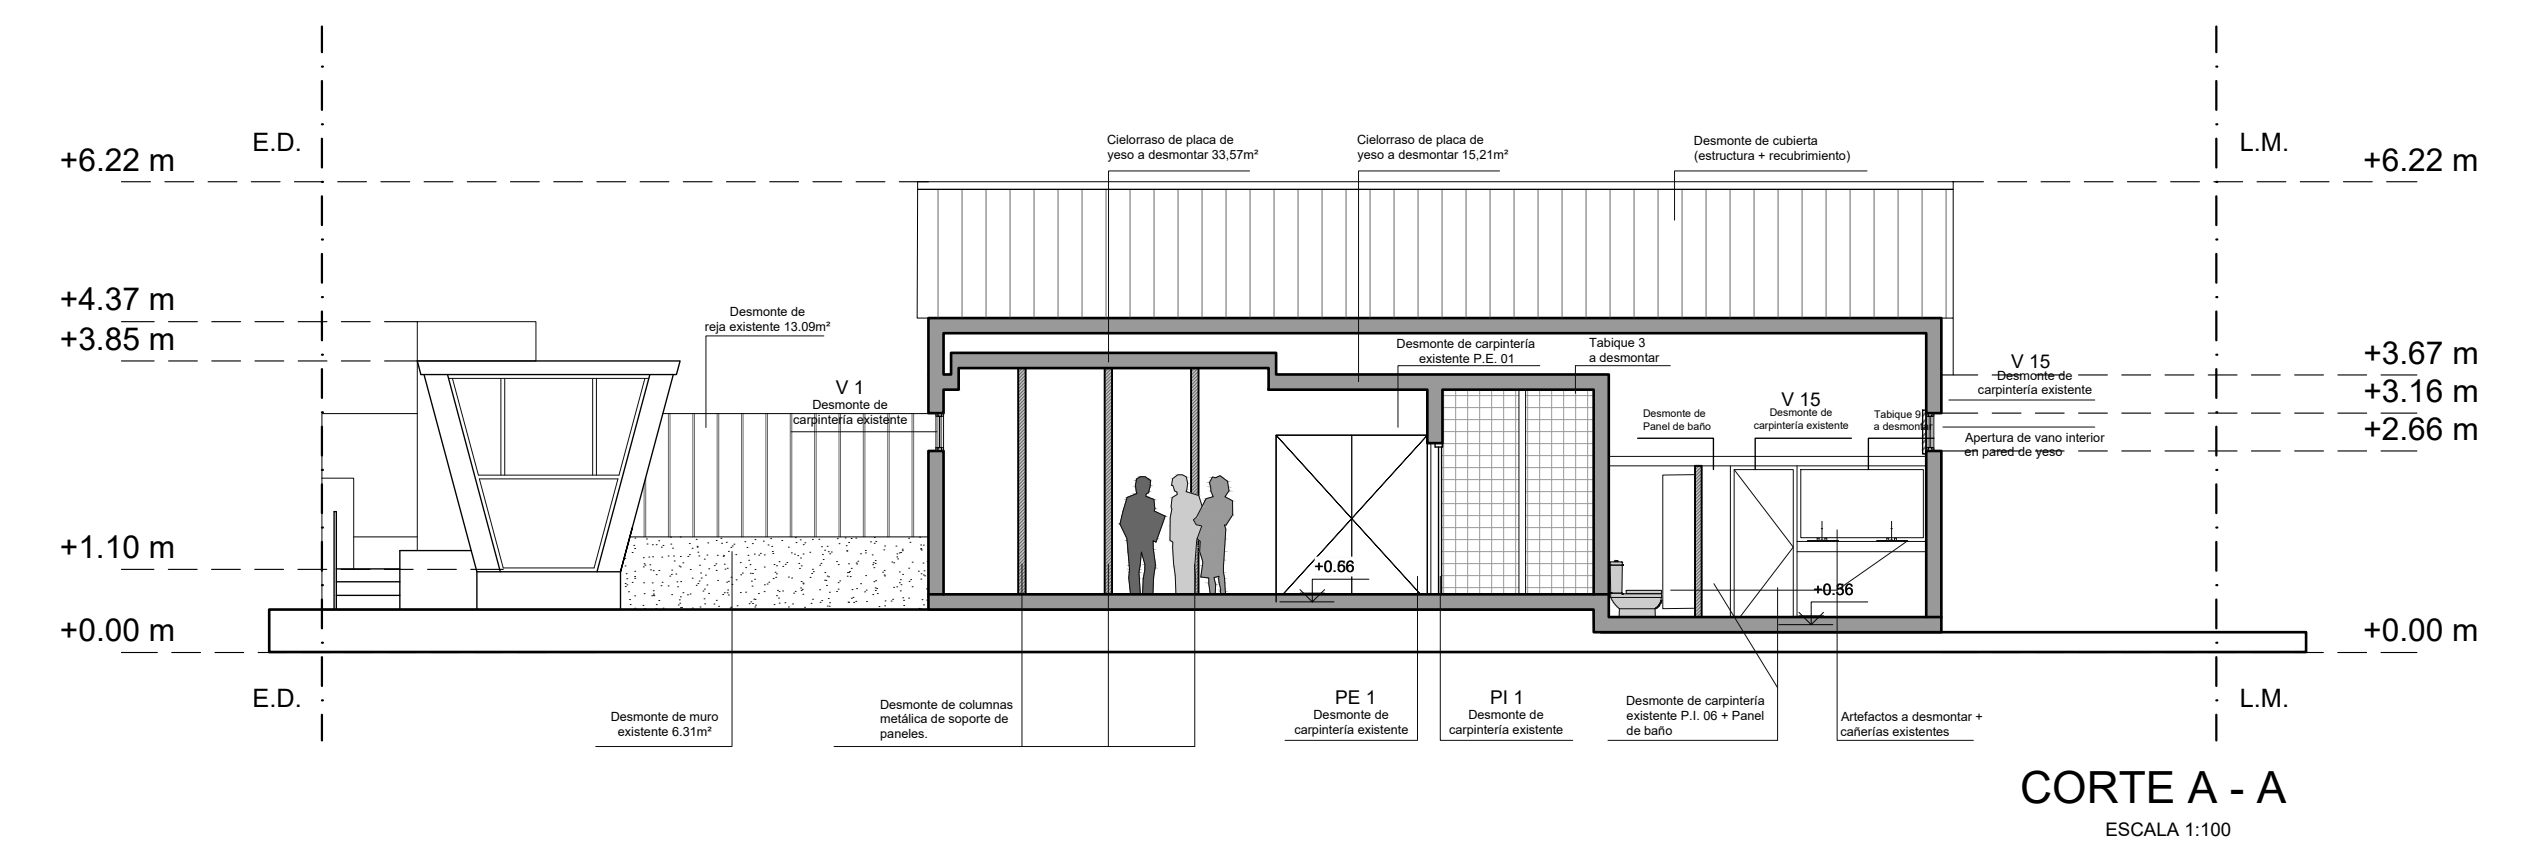 E.D.
L.M.
+6.22 m
+6.22 m
Cielorraso de placa de
yeso a desmontar 33,57m²
Cielorraso de placa de
yeso a desmontar 15,21m²
Desmonte de cubierta
(estructura + recubrimiento)
+4.37 m
+3.85 m
Desmonte de
reja existente 13.09m²
V 1
Desmonte de
carpintería existente
Desmonte de carpintería
existente P.E. 01
Tabique 3
a desmontar
+3.67 m
+3.16 m
+2.66 m
V 15
Desmonte de
carpintería existente
Desmonte de
Panel de baño
V 15
Desmonte de
carpintería existente
Tabique 9
a desmontar
Apertura de vano interior
en pared de yeso
+1.10 m
+0.66
+0.00 m
+0.00 m
E.D.
L.M.
Desmonte de muro
existente 6.31m²
Desmonte de columnas
metálica de soporte de
paneles.
PE 1
Desmonte de
carpintería existente
PI 1
Desmonte de
carpintería existente
Desmonte de carpintería
existente P.I. 06 + Panel
de baño
Artefactos a desmontar +
cañerías existentes
CORTE A - A
ESCALA 1:100